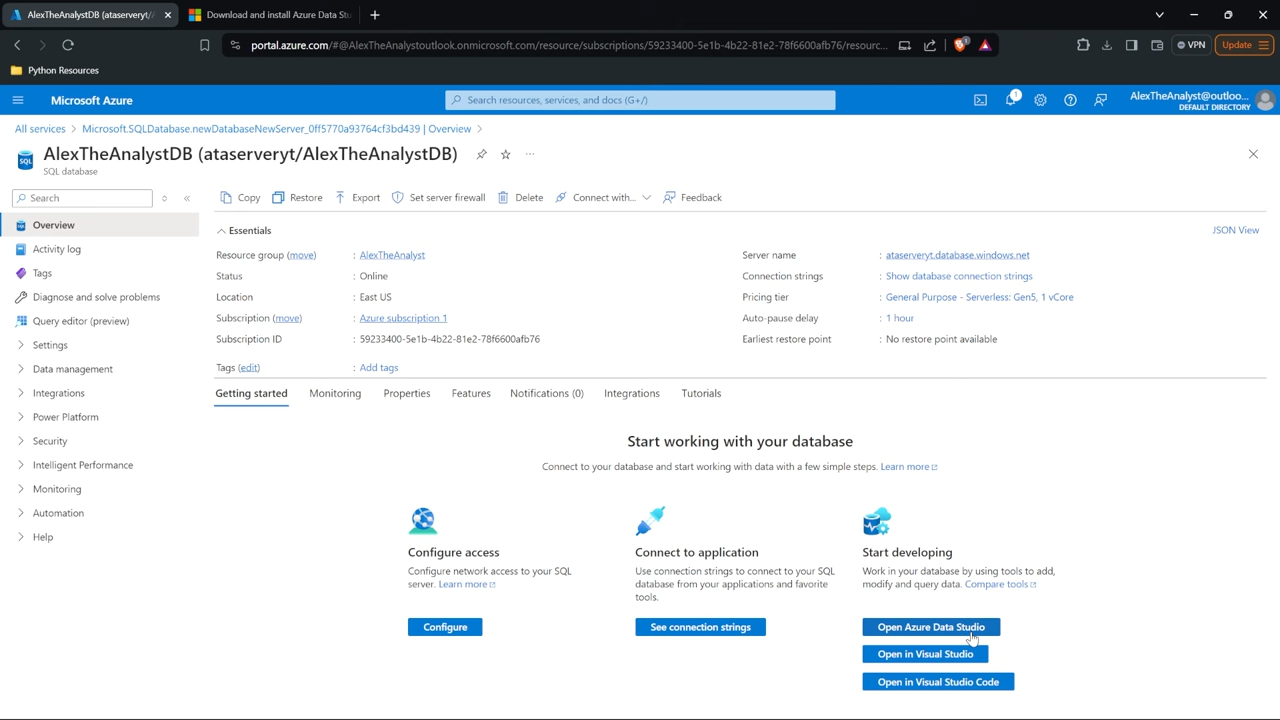 AlexTheAnalystDB (ataserveryt/
Download and install Azure Data Stu
portal.azure.com/#@AlexTheAnalystoutlook.onmicrosoft.com/resource/subscriptions/59233400-5e1b-4b22-81e2-78f6600afb76/resourc...
1
VPN
Update
Python Resources
Microsoft Azure
Search resources, services, and docs (G+/)
1
AlexTheAnalyst@outloo...
DEFAULT DIRECTORY
All services > Microsoft.SQLDatabase.newDatabaseNewServer_0ff5770a93764cf3bd439 | Overview >
SQL
AlexTheAnalystDB (ataserveryt/AlexTheAnalystDB)
SQL database
Search
Copy
Restore
Export
Set server firewall
Delete
Connect with...
Feedback
Overview
Activity log
Tags
Diagnose and solve problems
Query editor (preview)
Settings
Data management
Integrations
Power Platform
Security
Intelligent Performance
Monitoring
Automation
Help
Essentials
JSON View
Resource group (move) : AlexTheAnalyst
Status : Online
Location : East US
Subscription (move) : Azure subscription 1
Subscription ID : 59233400-5e1b-4b22-81e2-78f6600afb76
Tags (edit) : Add tags
Server name : ataserveryt.database.windows.net
Connection strings : Show database connection strings
Pricing tier : General Purpose - Serverless: Gen5, 1 vCore
Auto-pause delay : 1 hour
Earliest restore point : No restore point available
Getting started
Monitoring
Properties
Features
Notifications (0)
Integrations
Tutorials
Start working with your database
Connect to your database and start working with data with a few simple steps. Learn more
Configure access
Configure network access to your SQL
server. Learn more
Configure
Connect to application
Use connection strings to connect to your SQL
database from your applications and favorite
tools.
See connection strings
Start developing
Work in your database by using tools to add,
modify and query data. Compare tools
Open Azure Data Studio
Open in Visual Studio
Open in Visual Studio Code